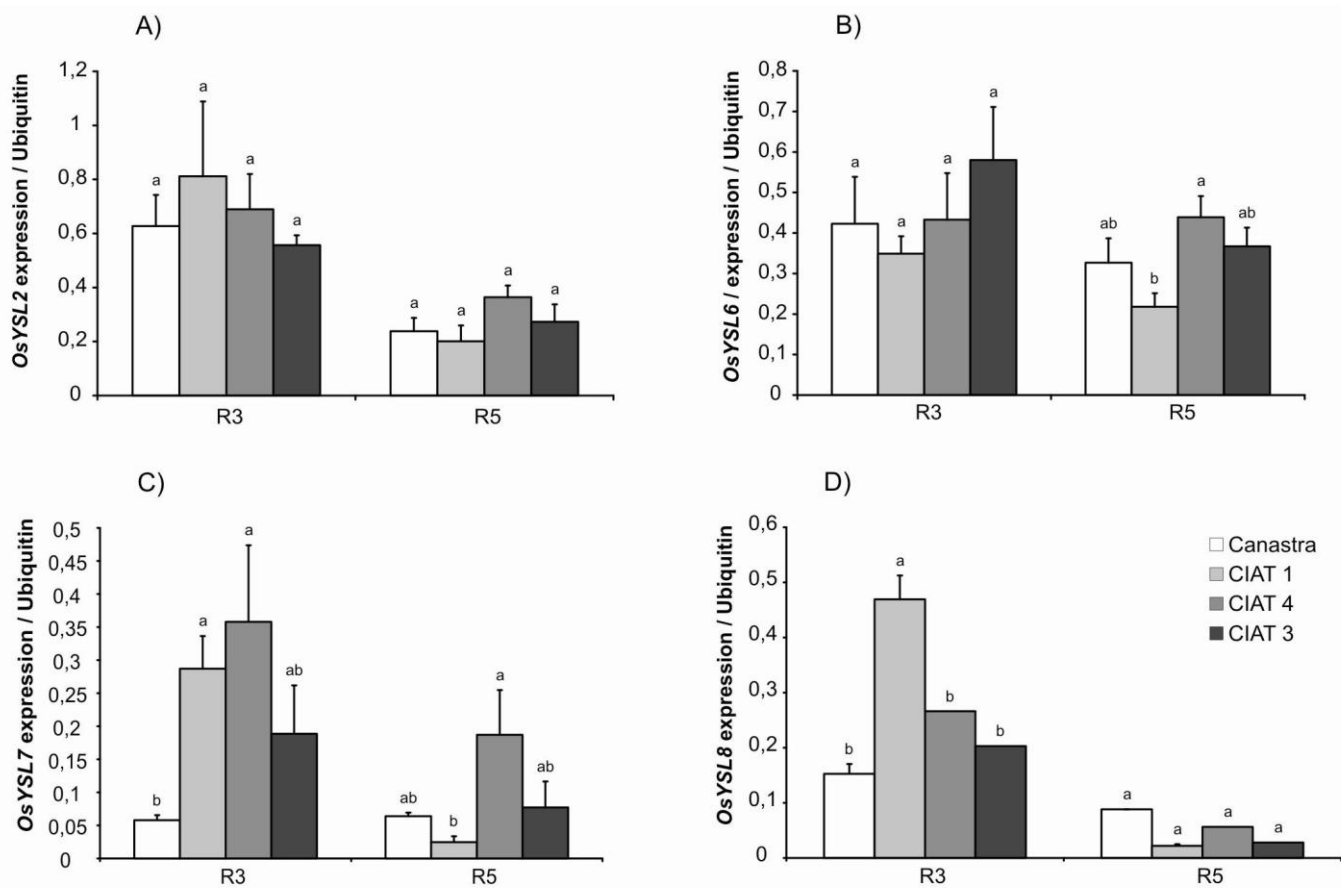 A)
OsYSL2 expression / Ubiquitin
1,2
1
0,8
0,6
0,4
0,2
0
a
a
a
a
a
a
a
a
R3
R5
B)
OsYSL6 / expression / Ubiquitin
0,8
0,7
0,6
0,5
0,4
0,3
0,2
0,1
0
a
a
a
a
ab
b
a
ab
R3
R5
C)
OsYSL7 expression / Ubiquitin
0,5
0,45
0,4
0,35
0,3
0,25
0,2
0,15
0,1
0,05
0
b
a
a
ab
ab
b
a
ab
R3
R5
D)
OsYSL8 expression / Ubiquitin
0,6
0,5
0,4
0,3
0,2
0,1
0
b
a
b
b
a
a
a
a
R3
R5
Canastra
CIAT 1
CIAT 4
CIAT 3